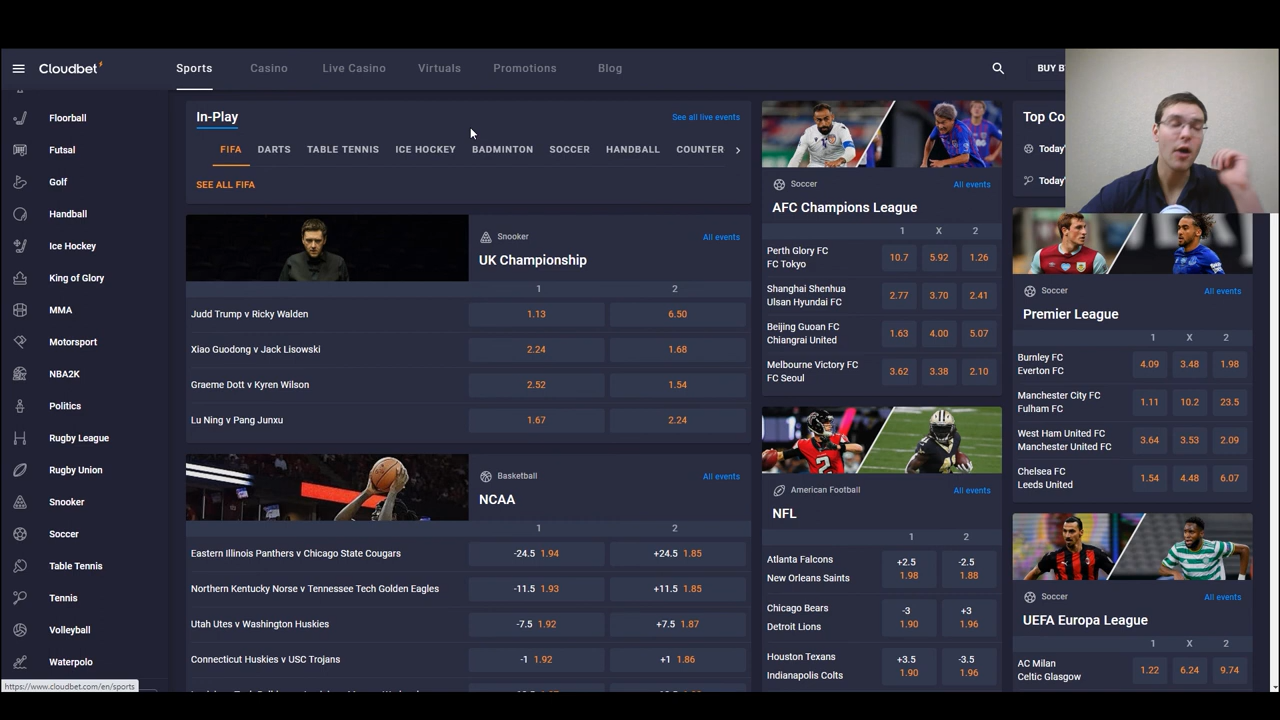 Cloudbet
Sports
Casino
Live Casino
Virtuals
Promotions
Blog
BUY B
Floorball
Futsal
Golf
Handball
Ice Hockey
King of Glory
MMA
Motorsport
NBA2K
Politics
Rugby League
Rugby Union
Snooker
Soccer
Table Tennis
Tennis
Volleyball
Waterpolo
https://www.cloudbet.com/en/sports
In-Play
See all live events
FIFA
DARTS
TABLE TENNIS
ICE HOCKEY
BADMINTON
SOCCER
HANDBALL
COUNTER
SEE ALL FIFA
Snooker
All events
UK Championship
1 2
Judd Trump v Ricky Walden 1.13 6.50
Xiao Guodong v Jack Lisowski 2.24 1.68
Graeme Dott v Kyren Wilson 2.52 1.54
Lu Ning v Pang Junxu 1.67 2.24
Basketball
All events
NCAA
1 2
Eastern Illinois Panthers v Chicago State Cougars -24.5 1.94 +24.5 1.85
Northern Kentucky Norse v Tennessee Tech Golden Eagles -11.5 1.93 +11.5 1.85
Utah Utes v Washington Huskies -7.5 1.92 +7.5 1.87
Connecticut Huskies v USC Trojans -1 1.92 +1 1.86
Soccer
All events
AFC Champions League
1 X 2
Perth Glory FC
FC Tokyo
10.7 5.92 1.26
Shanghai Shenhua
Ulsan Hyundai FC
2.77 3.70 2.41
Beijing Guoan FC
Chiangrai United
1.63 4.00 5.07
Melbourne Victory FC
FC Seoul
3.62 3.38 2.10
American Football
All events
NFL
1 2
Atlanta Falcons +2.5 -2.5
New Orleans Saints 1.98 1.88
Chicago Bears -3 +3
Detroit Lions 1.90 1.96
Houston Texans +3.5 -3.5
Indianapolis Colts 1.90 1.96
Top Co
Today'
Today'
Soccer
All events
Premier League
1 X 2
Burnley FC
Everton FC
4.09 3.48 1.98
Manchester City FC
Fulham FC
1.11 10.2 23.5
West Ham United FC
Manchester United FC
3.64 3.53 2.09
Chelsea FC
Leeds United
1.54 4.48 6.07
Soccer
All events
UEFA Europa League
1 X 2
AC Milan
Celtic Glasgow
1.22 6.24 9.74